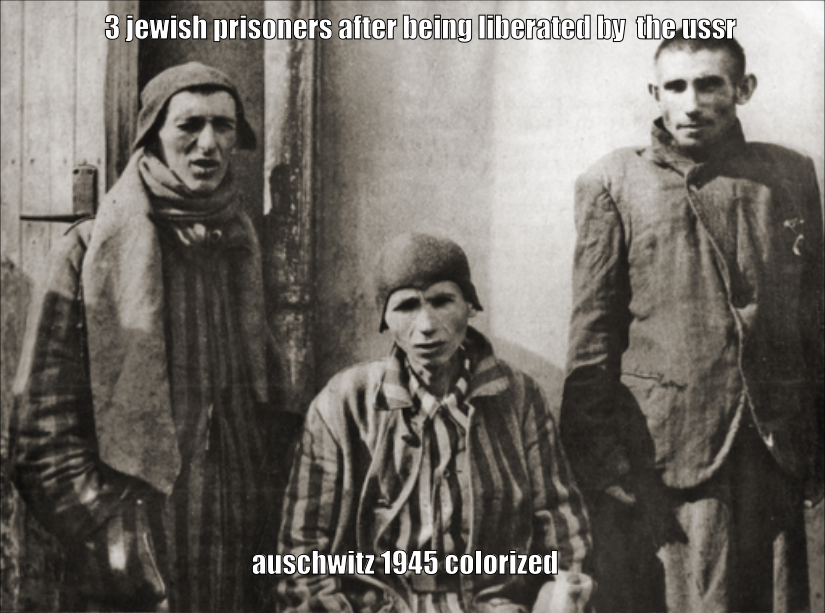 3 jewish prisoners after being liberated by the ussr
auschwitz 1945 colorized